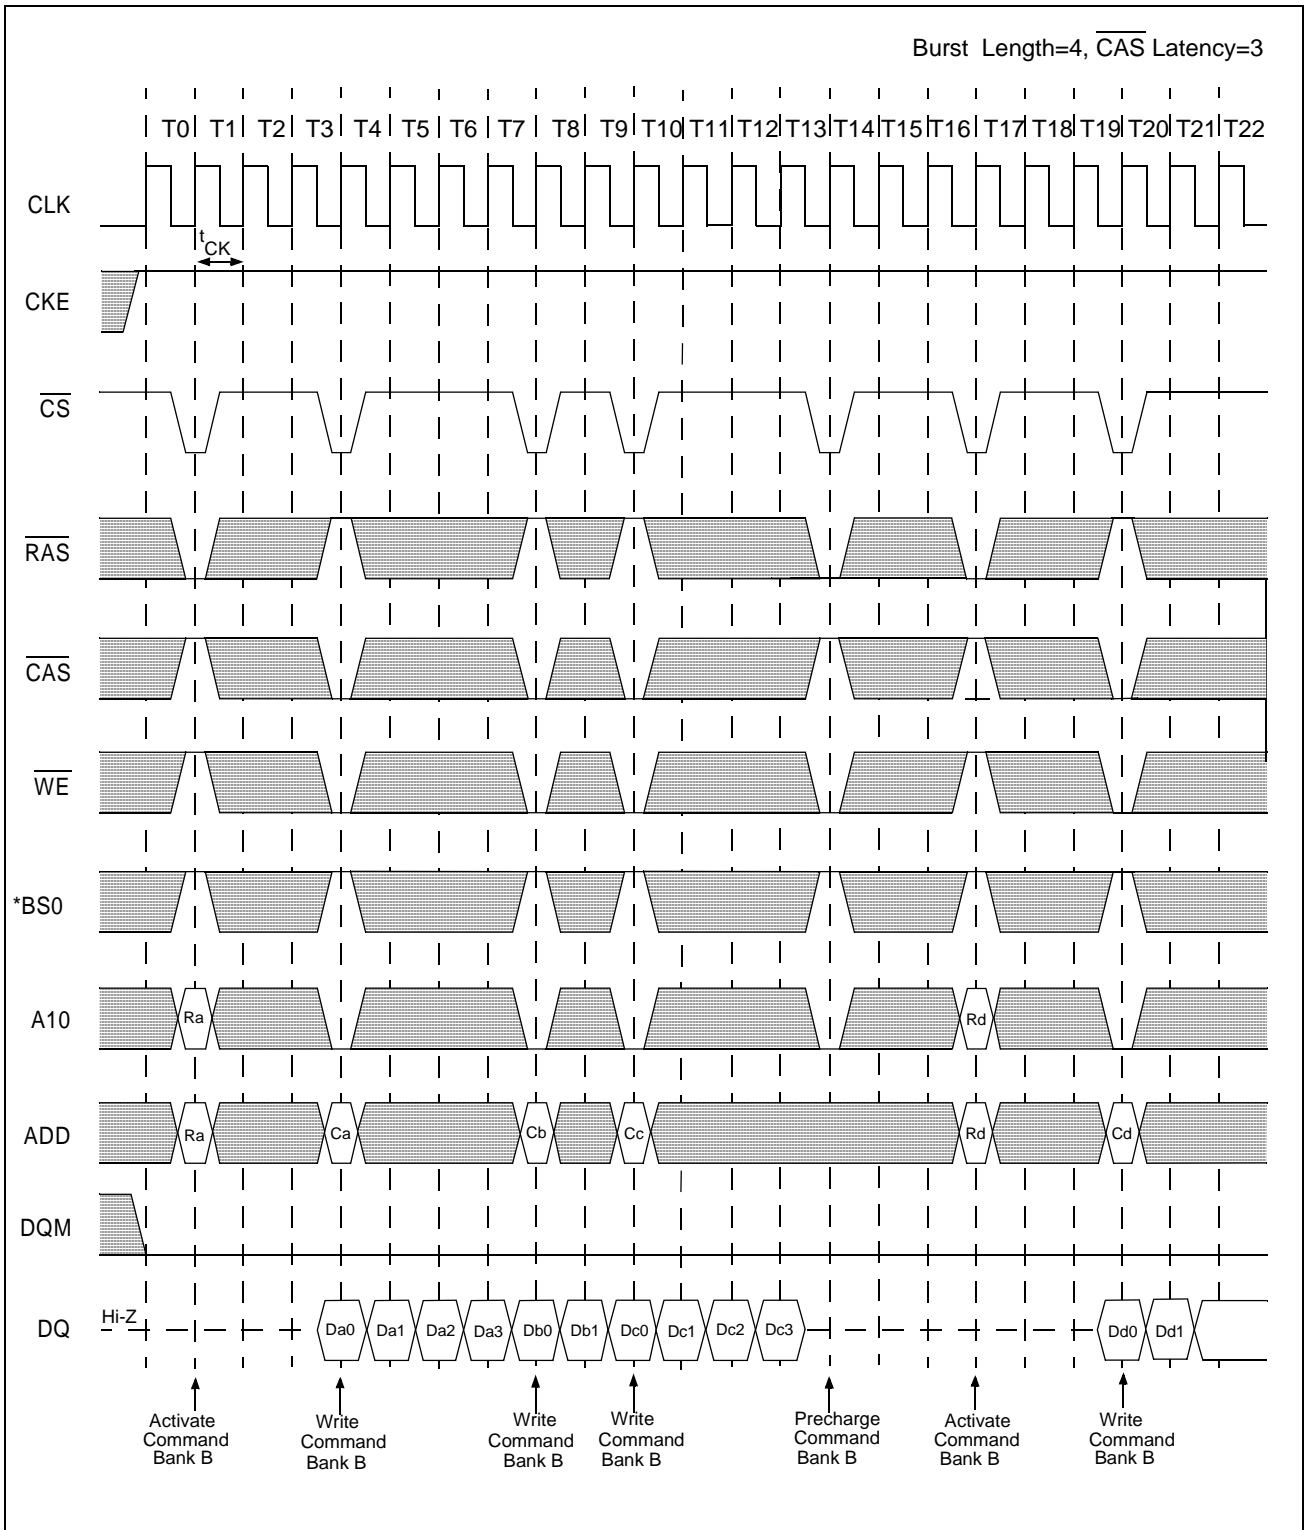 Burst Length=4, CAS Latency=3
T0 T1 T2 T3 T4 T5 T6 T7 T8 T9 T10 T11 T12 T13 T14 T15 T16 T17 T18 T19 T20 T21 T22
CLK
tCK
CKE
CS
RAS
CAS
WE
*BS0
A10 Ra Rd
ADD Ra Ca Cb Cc Rd Cd
DQM
DQ Hi-Z Da0 Da1 Da2 Da3 Db0 Db1 Dc0 Dc1 Dc2 Dc3 Dd0 Dd1
Activate
Command
Bank B
Write
Command
Bank B
Write
Command
Bank B
Write
Command
Bank B
Precharge
Command
Bank B
Activate
Command
Bank B
Write
Command
Bank B